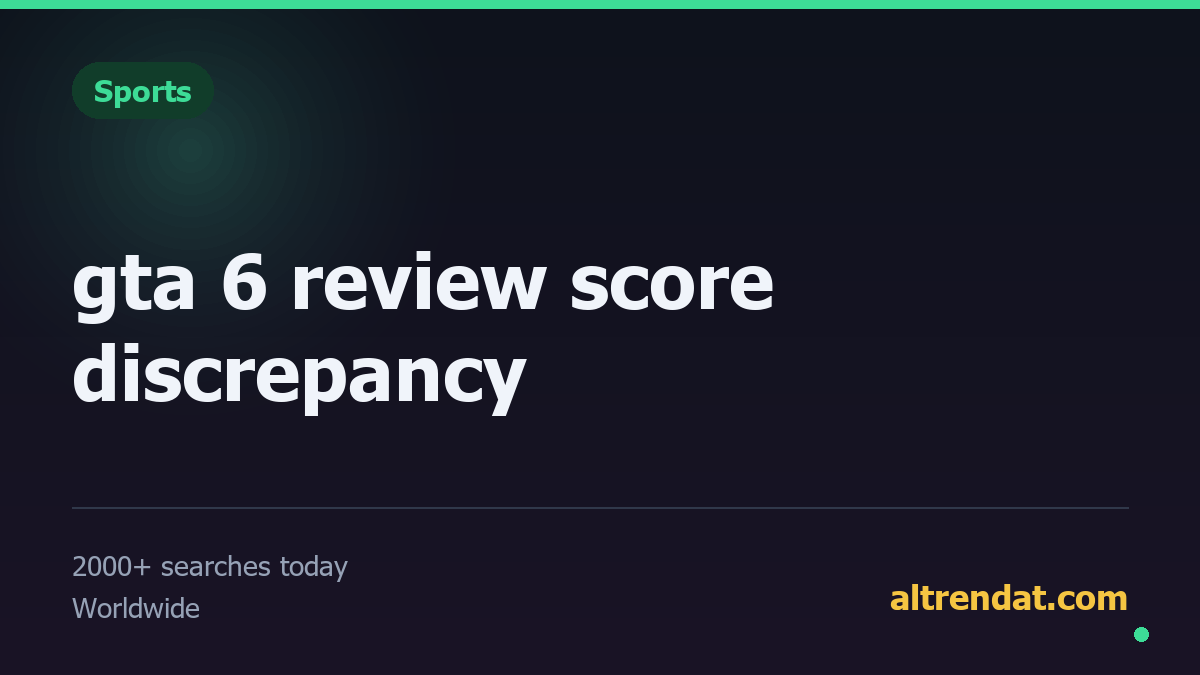 Sports
gta 6 review score
discrepancy
2000+ searches today
Worldwide
altrendat.com